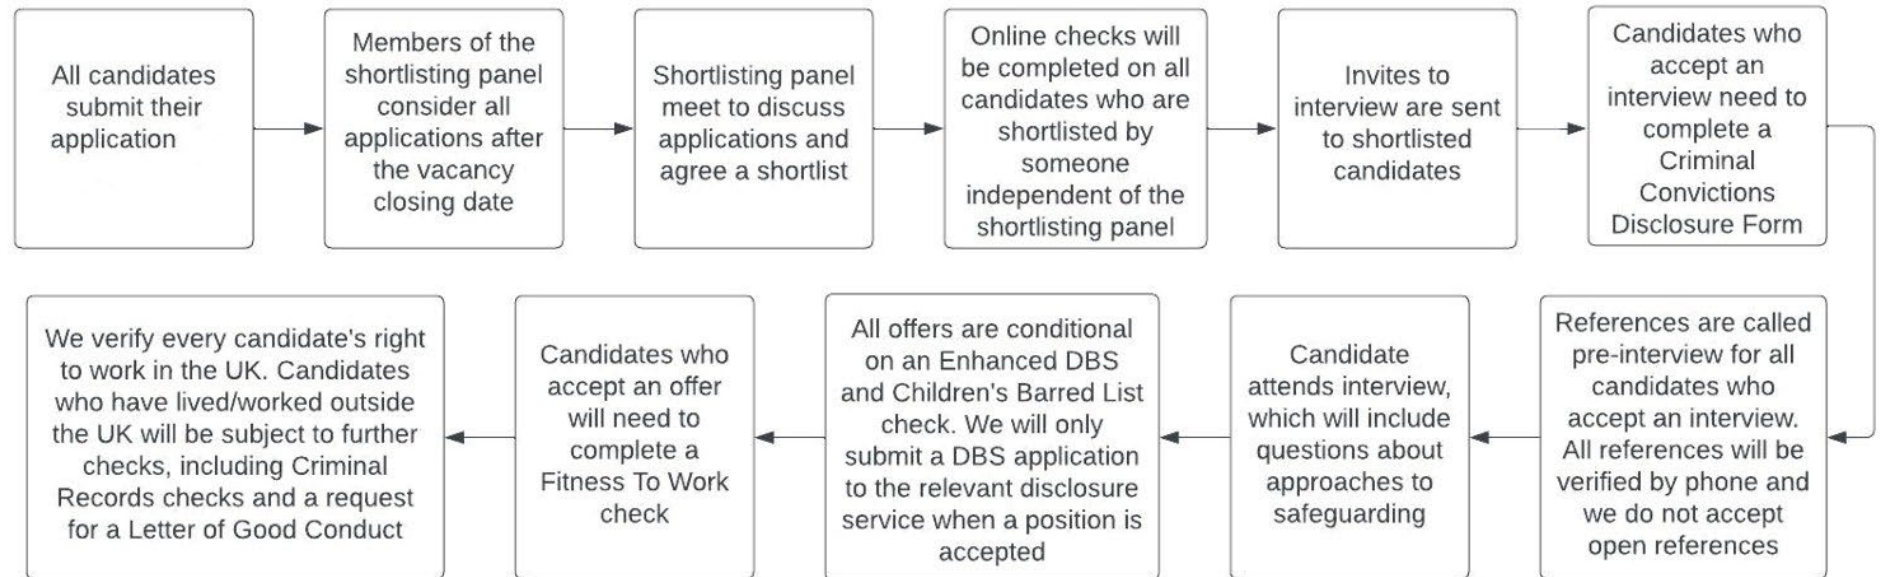 All candidates
submit their
application
Members of the
shortlisting panel
consider all
applications after
the vacancy
closing date
Shortlisting panel
meet to discuss
applications and
agree a shortlist
Online checks will
be completed on all
candidates who are
shortlisted by
someone
independent of the
shortlisting panel
Invites to
interview are sent
to shortlisted
candidates
Candidates who
accept an
interview need to
complete a
Criminal
Convictions
Disclosure Form
References are called
pre-interview for all
candidates who
accept an interview.
All references will be
verified by phone and
we do not accept
open references
Candidate
attends interview,
which will include
questions about
approaches to
safeguarding
All offers are conditional
on an Enhanced DBS
and Children's Barred List
check. We will only
submit a DBS application
to the relevant disclosure
service when a position is
accepted
Candidates who
accept an offer
will need to
complete a
Fitness To Work
check
We verify every candidate's right
to work in the UK. Candidates
who have lived/worked outside
the UK will be subject to further
checks, including Criminal
Records checks and a request
for a Letter of Good Conduct